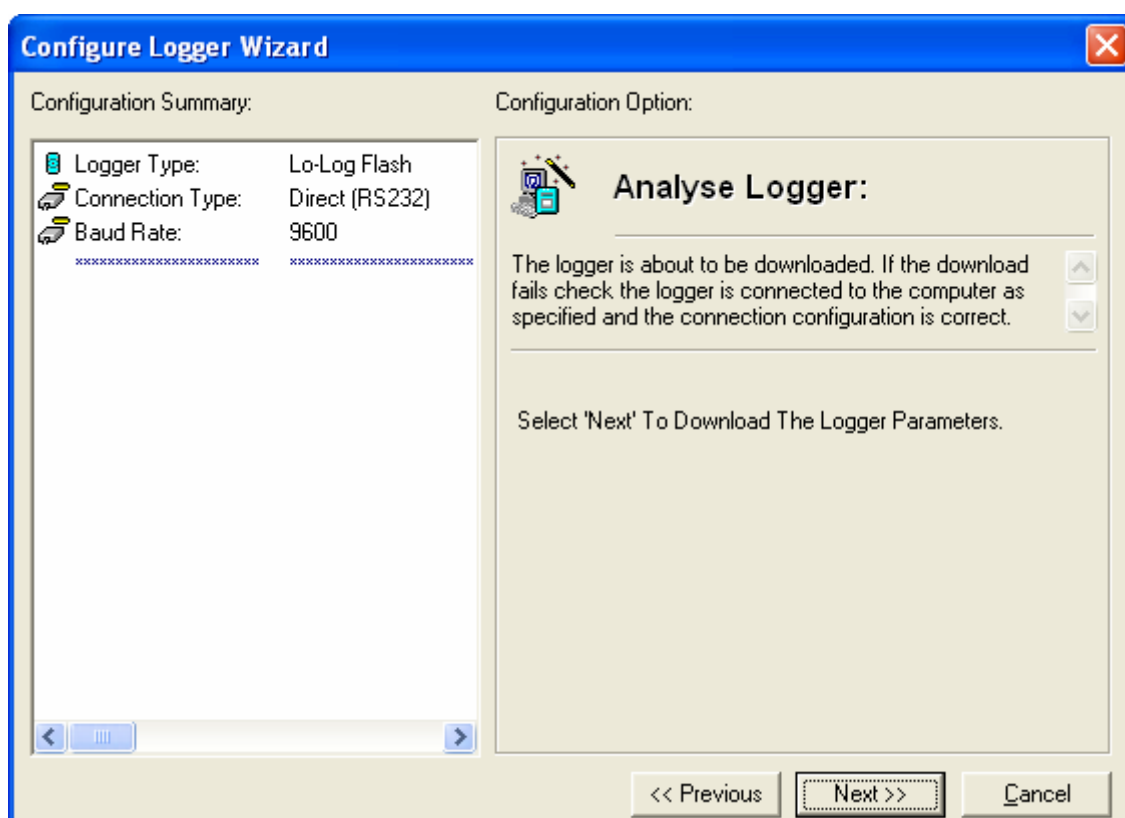 Configure Logger Wizard
Configuration Summary:
Configuration Option:
Logger Type: Lo-Log Flash
Connection Type: Direct (RS232)
Baud Rate: 9600
×××××××××××××××××××××××× ××××××××××××××××××××××××
Analyse Logger:
The logger is about to be downloaded. If the download
fails check the logger is connected to the computer as
specified and the connection configuration is correct.
Select 'Next' To Download The Logger Parameters.
<< Previous
Next >>
Cancel